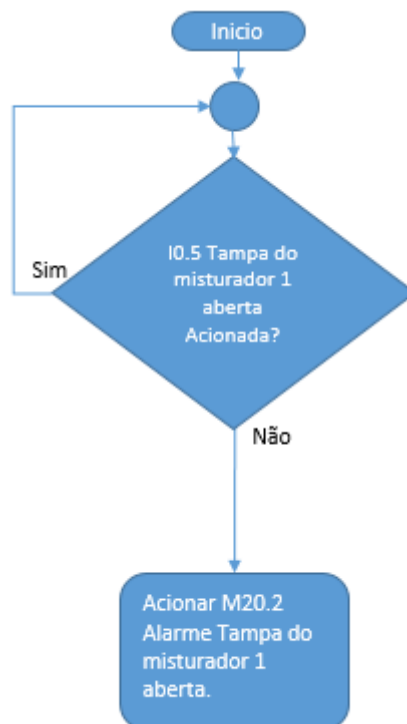 Inicio
I0.5 Tampa do
misturador 1
aberta
Acionada?
Sim
Não
Acionar M20.2
Alarme Tampa do
misturador 1
aberta.